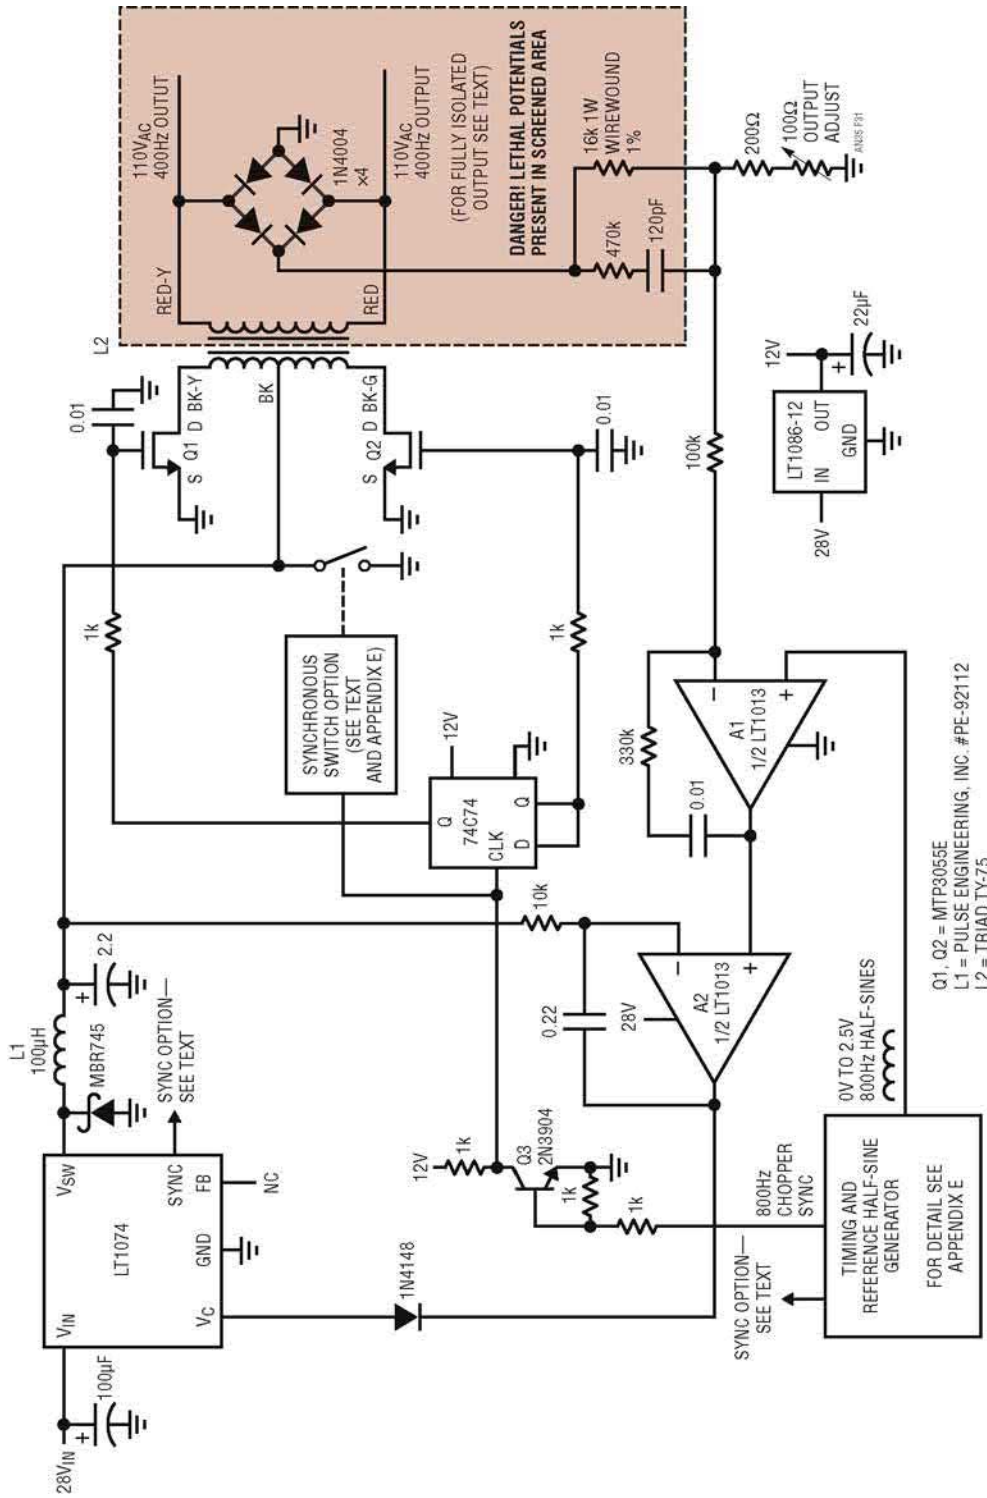 28VIN
100µF
+
VIN
LT1074
VSW
VC
GND
FB
SYNC
NC
SYNC OPTION—
SEE TEXT
MBR745
L1
100µH
+
2.2
1N4148
12V
1k
Q3
2N3904
1k
1k
800Hz
CHOPPER
SYNC
SYNC OPTION—
SEE TEXT
TIMING AND
REFERENCE HALF-SINE
GENERATOR
FOR DETAIL SEE
APPENDIX E
0V TO 2.5V
800Hz HALF-SINES
10k
0.22
28V
A2
1/2 LT1013
−
+
Q
74C74
CLK
D
Q
12V
SYNCHRONOUS
SWITCH OPTION
(SEE TEXT
AND APPENDIX E)
1k
1k
0.01
0.01
S
Q1
D
BK-Y
BK
S
Q2
D
BK-G
L2
RED-Y
RED
110VAC
400Hz OUTUT
1N4004
×4
110VAC
400Hz OUTPUT
(FOR FULLY ISOLATED
OUTPUT SEE TEXT)
DANGER! LETHAL POTENTIALS
PRESENT IN SCREENED AREA
16k 1W
WIREWOUND
1%
470k
120pF
200Ω
100Ω
OUTPUT
ADJUST
AN35 F31
100k
330k
0.01
A1
1/2 LT1013
−
+
28V
LT1086-12
IN
OUT
GND
12V
+
22µF
Q1, Q2 = MTP3055E
L1 = PULSE ENGINEERING, INC. #PE-92112
L2 = TRIAD TY-75